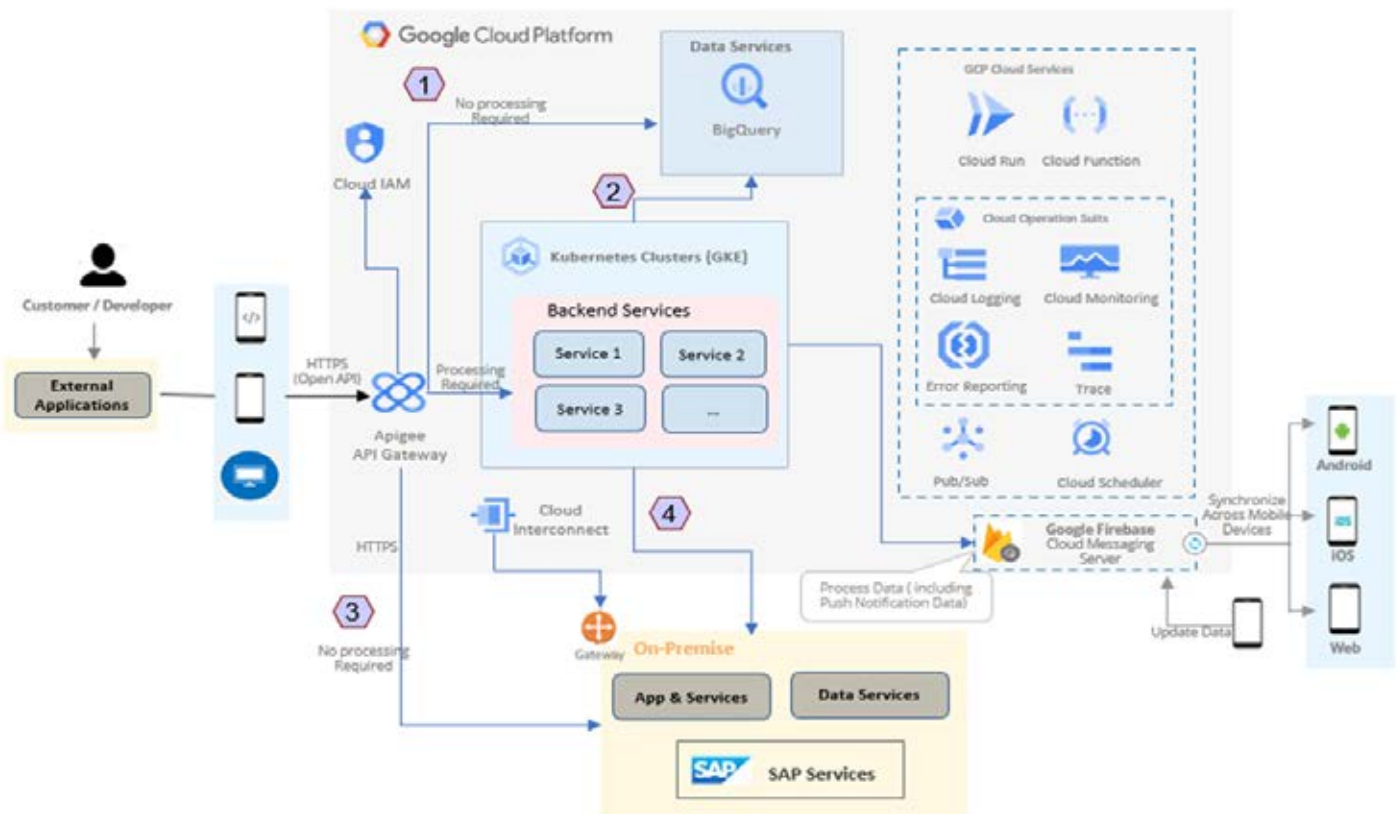 Google Cloud Platform
Data Services
BigQuery
1
No processing
Required
Cloud IAM
2
GCP Cloud Services
Cloud Run
Cloud Function
Cloud Operation Suits
Cloud Logging
Cloud Monitoring
Error Reporting
Trace
Pub/Sub
Cloud Scheduler
Customer / Developer
External
Applications
</>
HTTPS
(Open API)
Apigee
API Gateway
Processing
Required
Kubernetes Clusters (GKE)
Backend Services
Service 1
Service 2
Service 3
...
Cloud
Interconnect
4
HTTPS
3
No processing
Required
Gateway
On-Premise
App & Services
Data Services
SAP
SAP Services
Google Firebase
Cloud Messaging
Server
Process Data ( including
Push Notification Data)
Update Data
Synchronize
Across Mobile
Devices
Android
iOS
iOS
Web